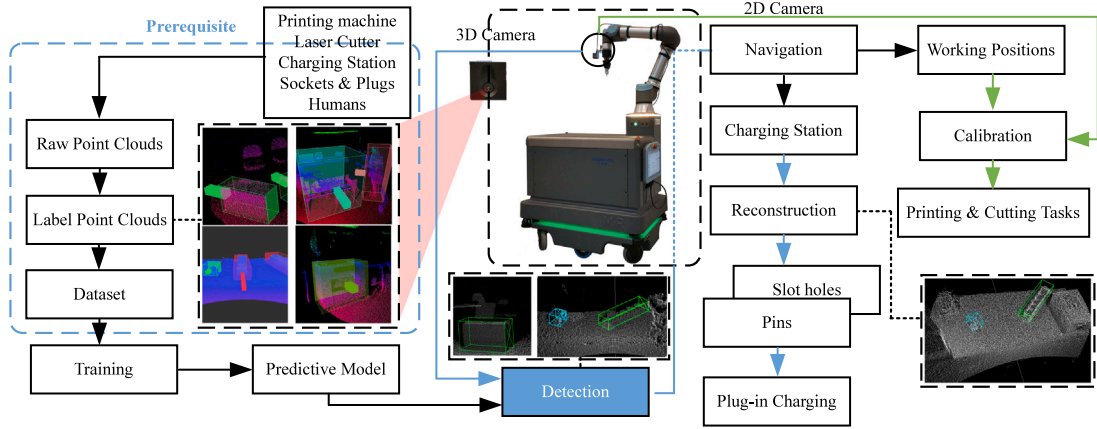 Prerequisite
Printing machine
Laser Cutter
Charging Station
Sockets & Plugs
Humans
Raw Point Clouds
Label Point Clouds
Dataset
Training
Predictive Model
3D Camera
2D Camera
Detection
Navigation
Working Positions
Charging Station
Calibration
Reconstruction
Printing & Cutting Tasks
Slot holes
Pins
Plug-in Charging